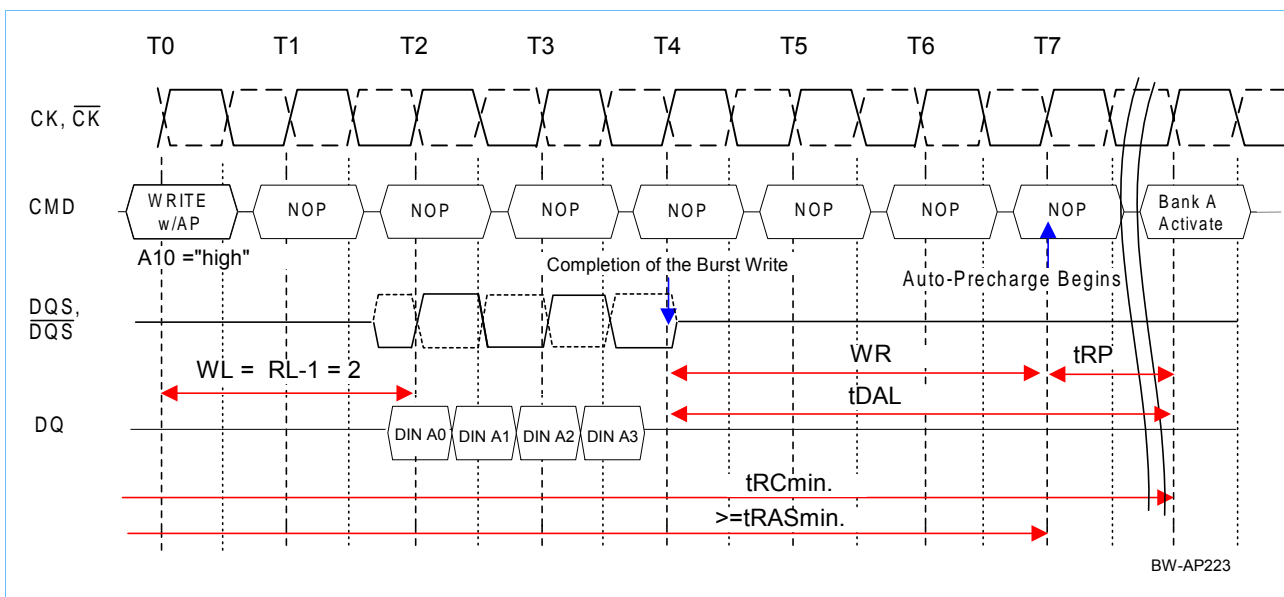 T0 T1 T2 T3 T4 T5 T6 T7
CK, CK
CMD
WRITE w/AP
NOP
NOP
NOP
NOP
NOP
NOP
NOP
Bank A Activate
A10 ="high"
Completion of the Burst Write
Auto-Precharge Begins
DQS,
DQS
WL = RL-1 = 2
WR
tRP
tDAL
DQ
DIN A0
DIN A1
DIN A2
DIN A3
tRCmin.
>=tRASmin.
BW-AP223